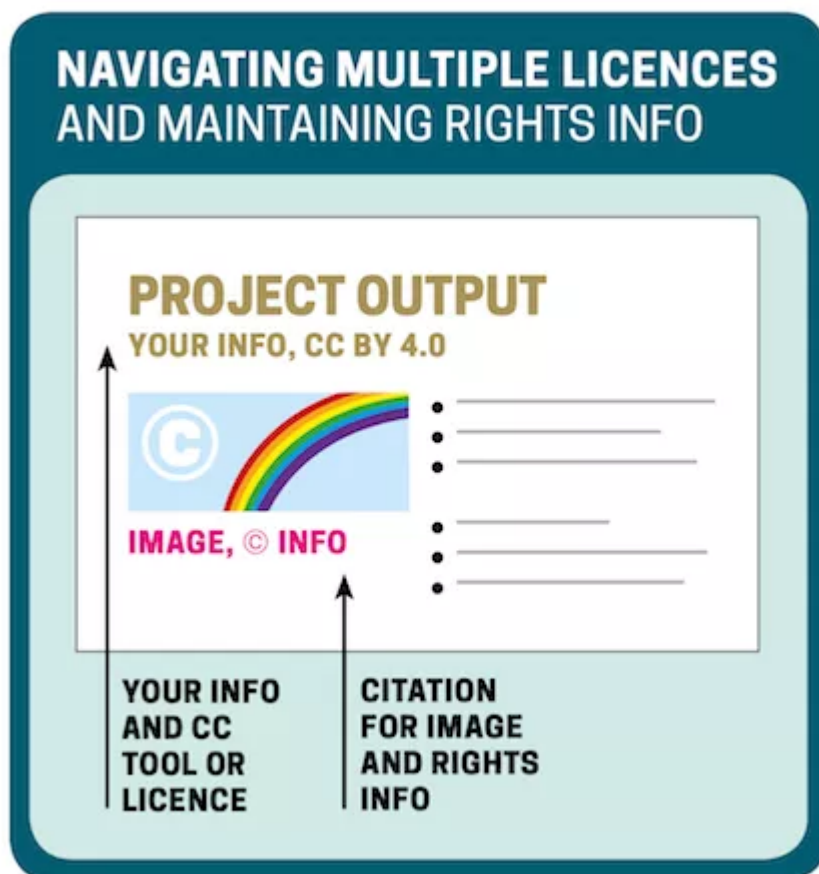 NAVIGATING MULTIPLE LICENCES
AND MAINTAINING RIGHTS INFO
PROJECT OUTPUT
YOUR INFO, CC BY 4.0
©
IMAGE, © INFO
YOUR INFO
AND CC
TOOL OR
LICENCE
CITATION
FOR IMAGE
AND RIGHTS
INFO